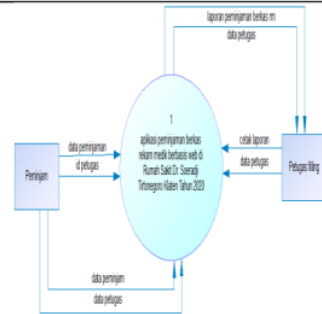 laporan peminjaman berkas rm
data petugas
1
aplikasi peminjaman berkas
rekam medik berbasis web di
Rumah Sakit Dr. Soeradji
Tirtonegoro Klaten Tahun 2020
cetak laporan
data petugas
Petugas filling
data peminjaman
id petugas
Peminjam
data peminjam
data petugas